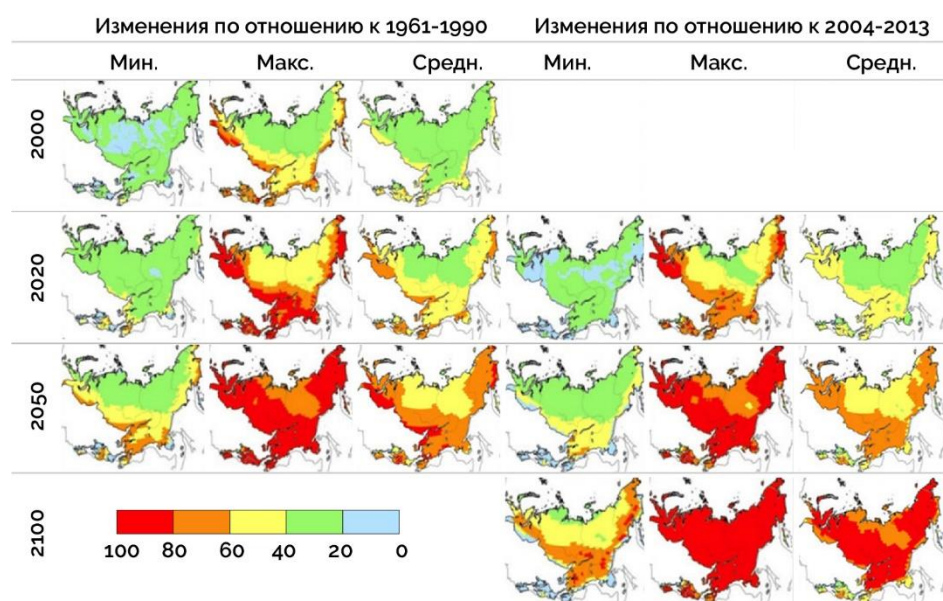 Изменения по отношению к 1961-1990 Изменения по отношению к 2004-2013
Мин. Макс. Средн. Мин. Макс. Средн.
2000
2020
2050
2100
100 80 60 40 20 0